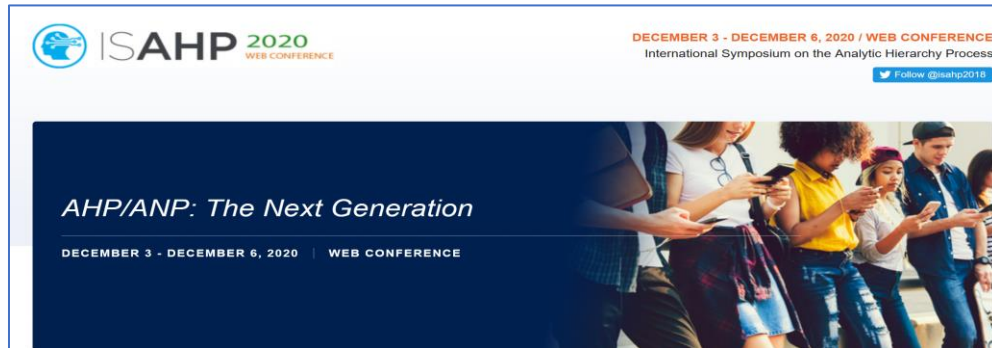 ISAHP 2020
WEB CONFERENCE
DECEMBER 3 - DECEMBER 6, 2020 / WEB CONFERENCE
International Symposium on the Analytic Hierarchy Process
Follow @isahp2018
AHP/ANP: The Next Generation
DECEMBER 3 - DECEMBER 6, 2020 | WEB CONFERENCE